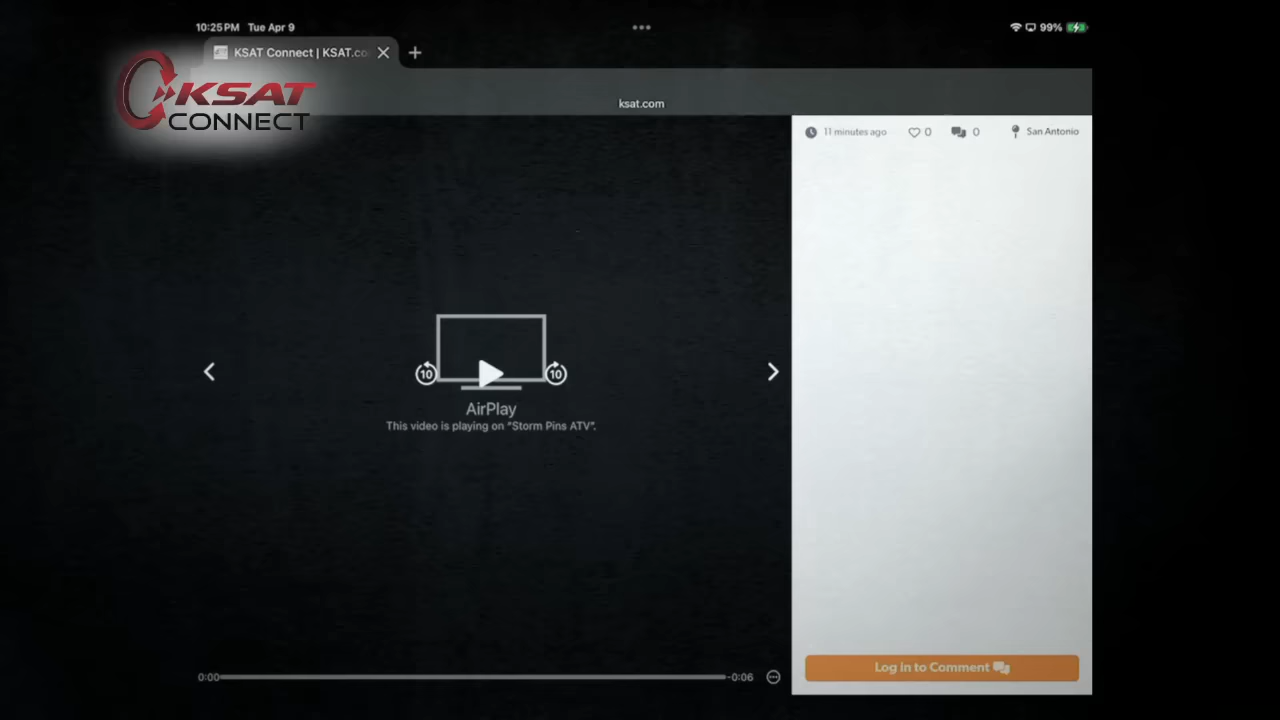 10:25 PM Tue Apr 9
99%
KSAT Connect | KSAT.co
KSAT
CONNECT
ksat.com
11 minutes ago 0 0 San Antonio
10 10
AirPlay
This video is playing on “Storm Pins ATV”.
Log in to Comment
0:00 -0:06